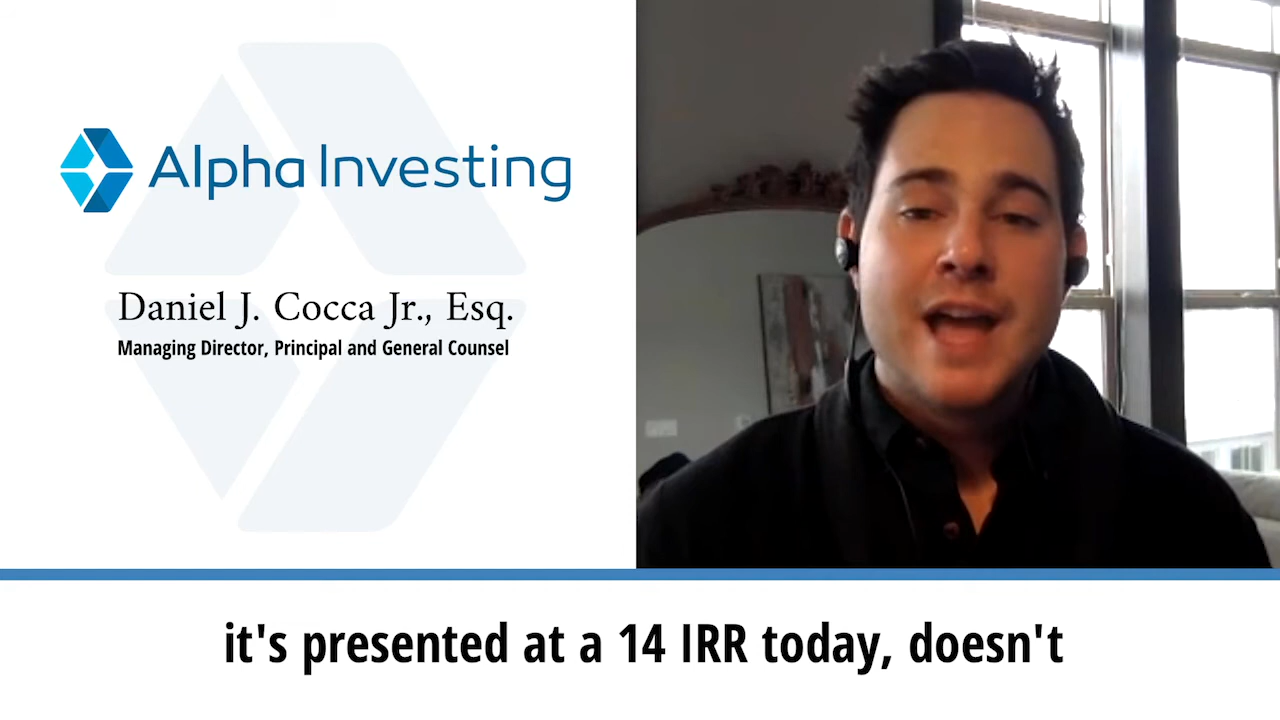 Alpha Investing
Daniel J. Cocca Jr., Esq.
Managing Director, Principal and General Counsel
it's presented at a 14 IRR today, doesn't